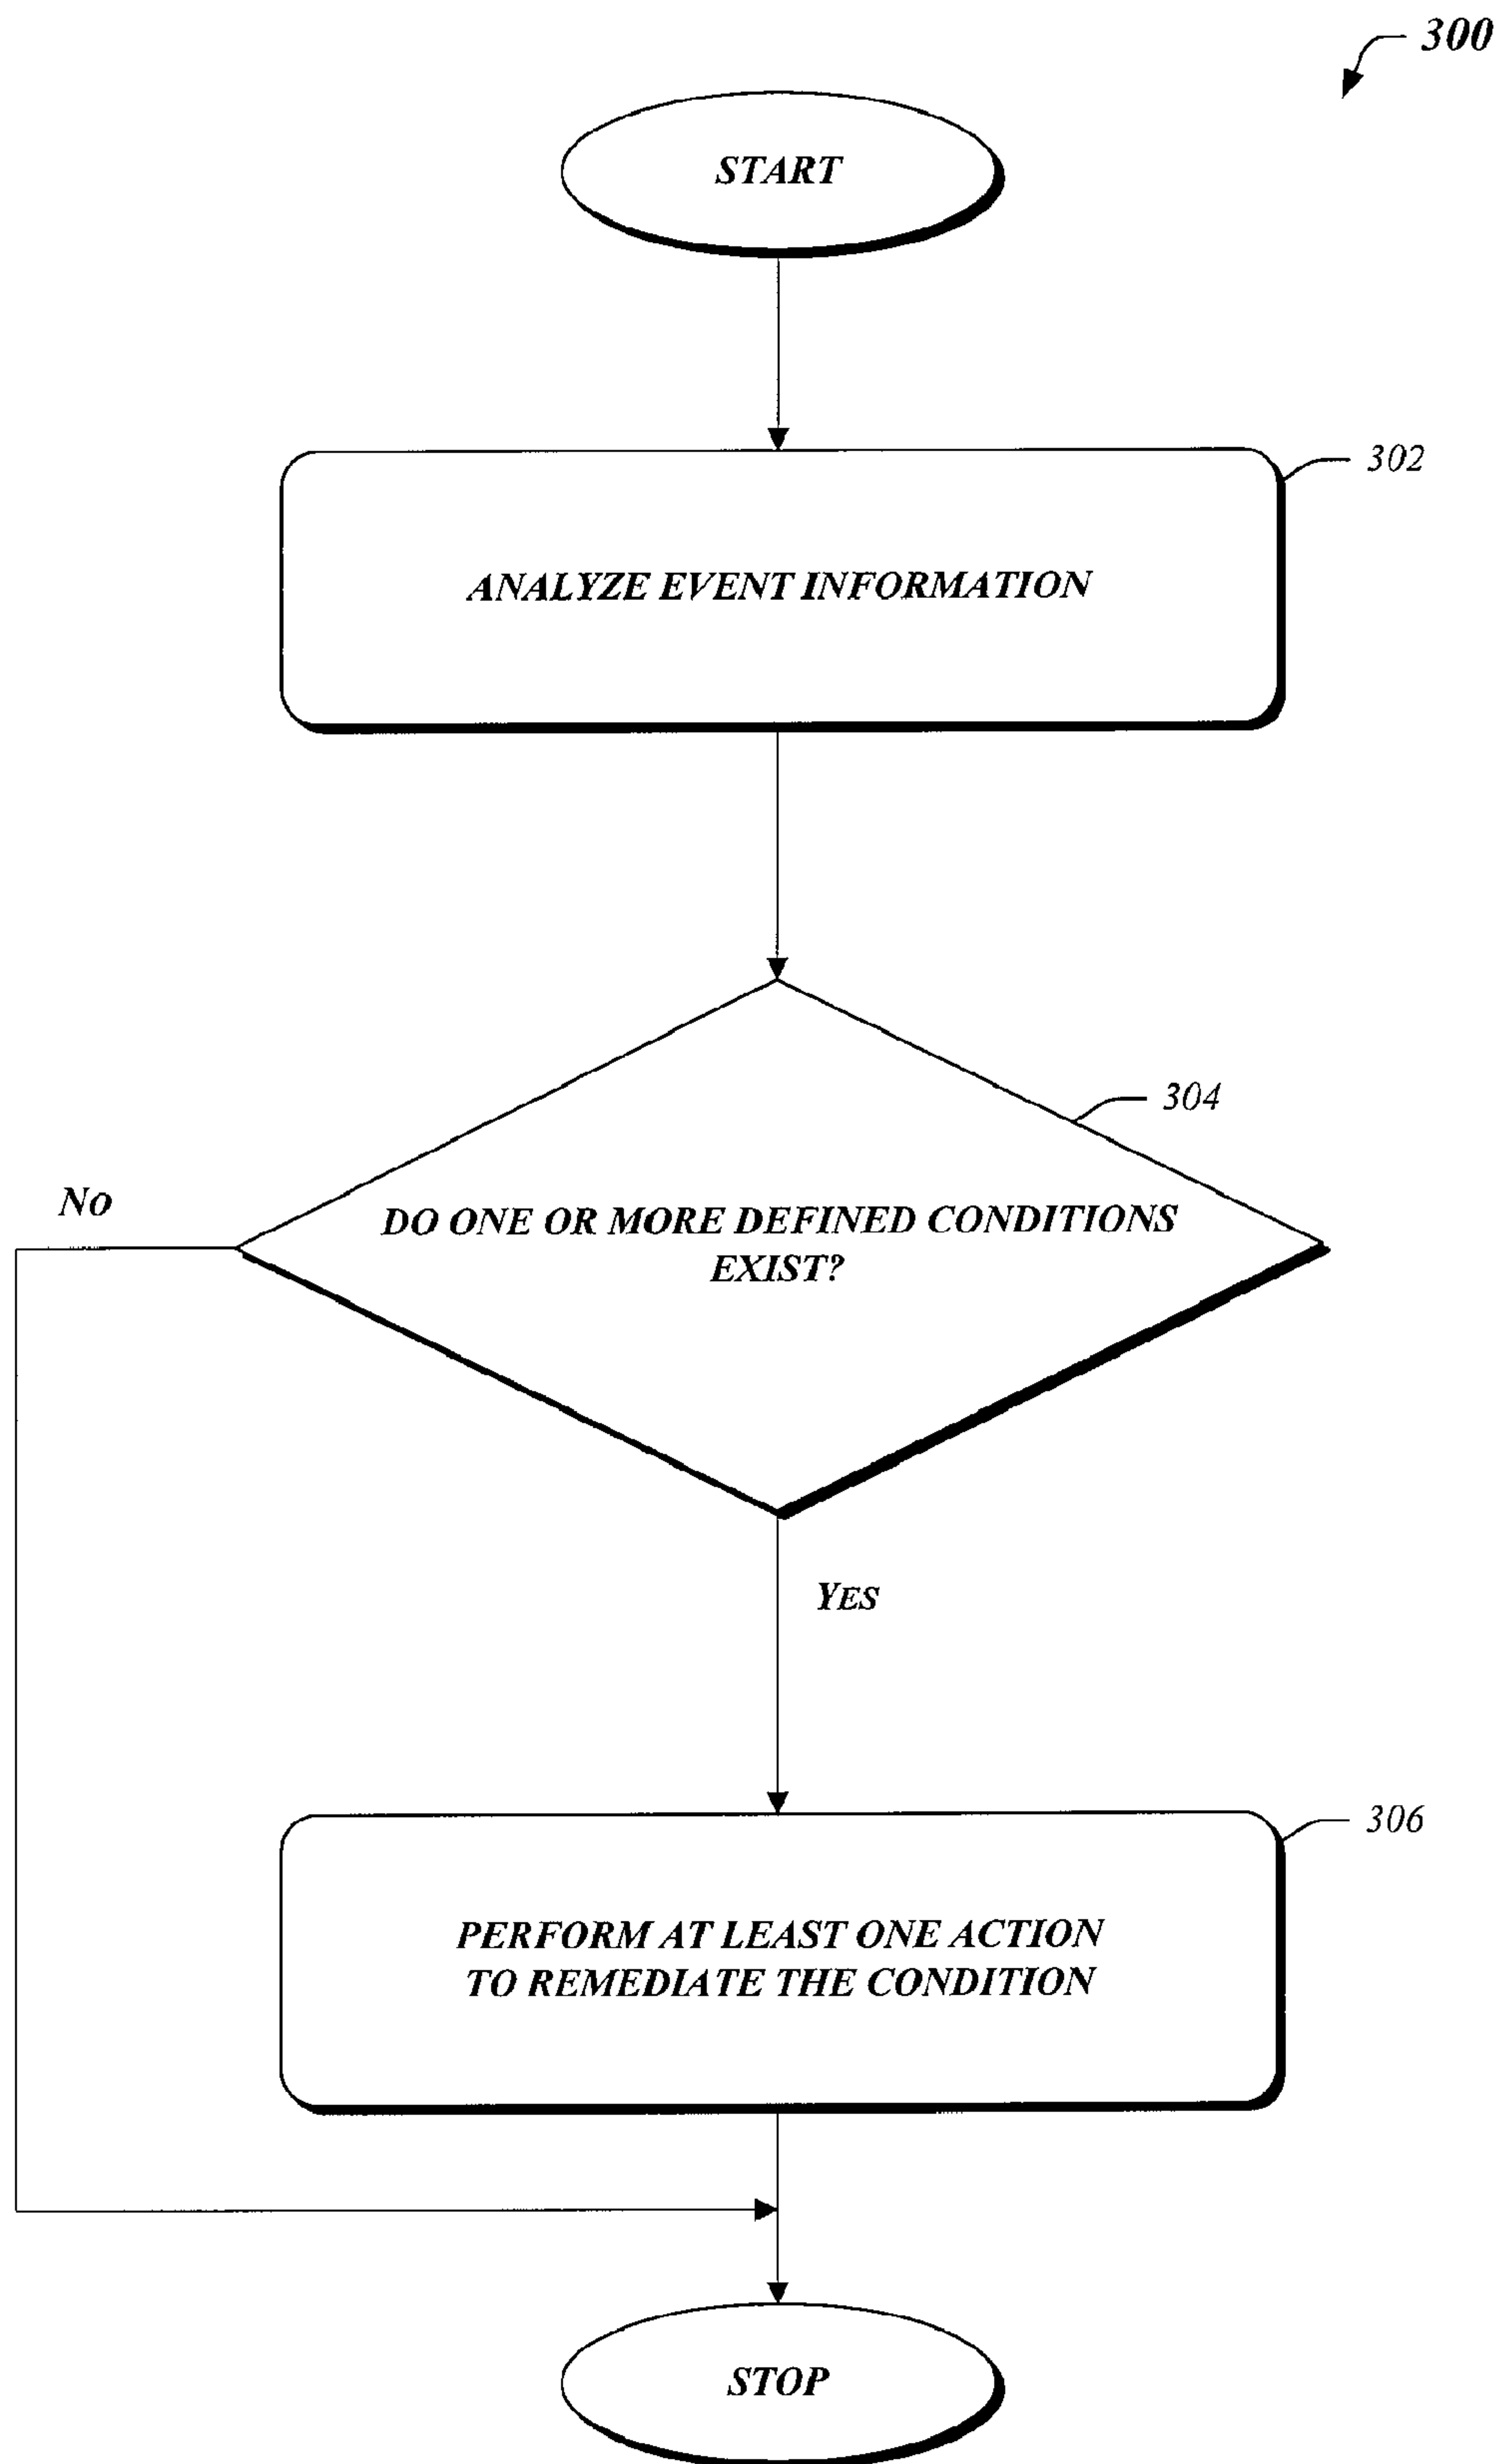 300
START
302
ANALYZE EVENT INFORMATION
304
NO
DO ONE OR MORE DEFINED CONDITIONS
EXIST?
YES
306
PERFORM AT LEAST ONE ACTION
TO REMEDIATE THE CONDITION
STOP